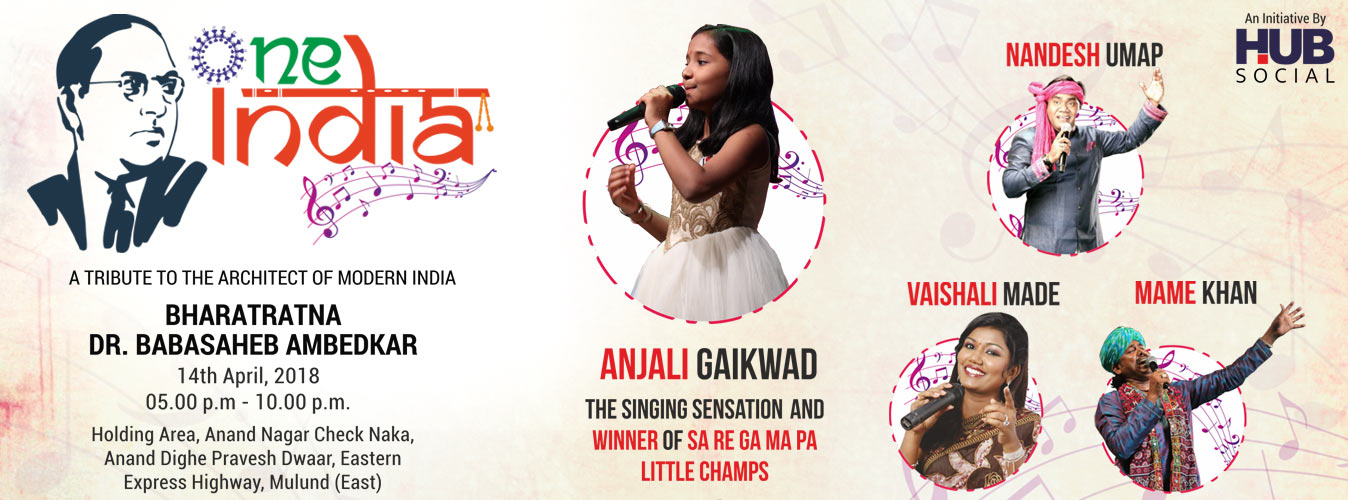 One
India
A TRIBUTE TO THE ARCHITECT OF MODERN INDIA
BHARATRATNA
DR. BABASAHEB AMBEDKAR
14th April, 2018
05.00 p.m - 10.00 p.m.
Holding Area, Anand Nagar Check Naka,
Anand Dighe Pravesh Dwaar, Eastern
Express Highway, Mulund (East)
ANJALI GAIKWAD
THE SINGING SENSATION AND
WINNER OF SA RE GA MA PA
LITTLE CHAMPS
NANDESH UMAP
VAISHALI MADE
MAME KHAN
An Initiative By
HUB
SOCIAL